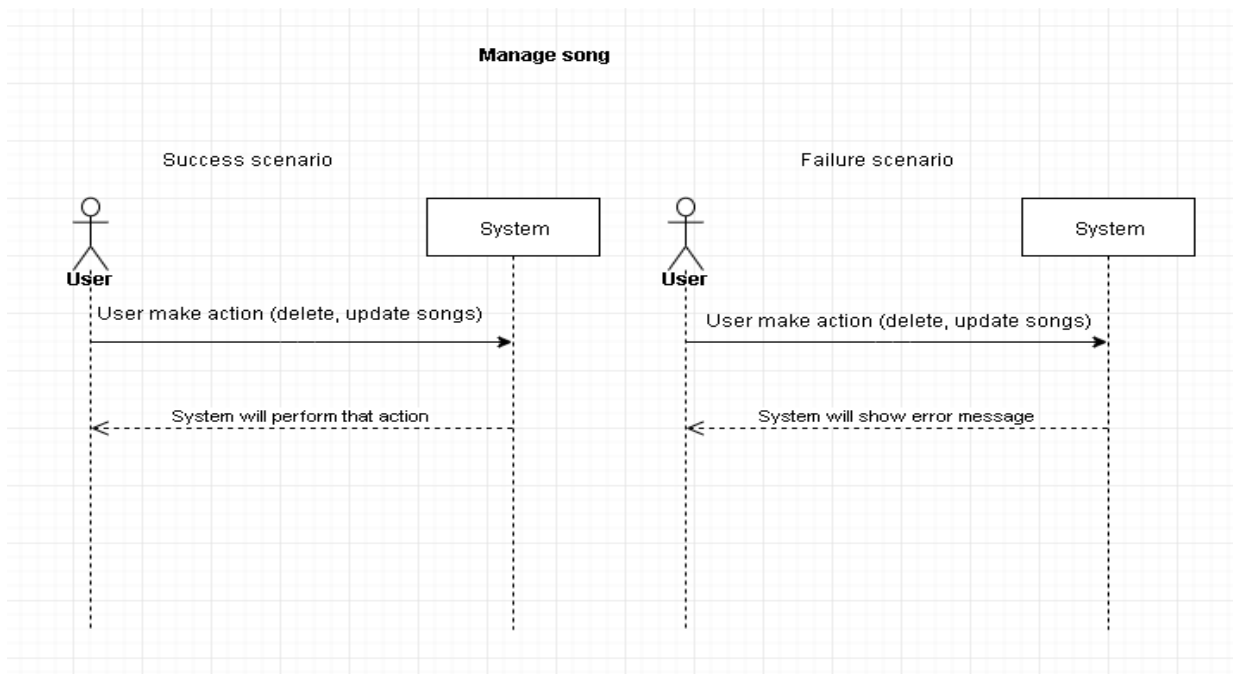 Manage song
Success scenario
Failure scenario
System
System
User
User
User make action (delete, update songs)
User make action (delete, update songs)
System will perform that action
System will show error message